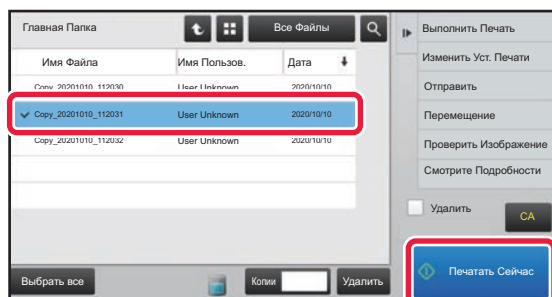 Главная Папка
Все Файлы
Имя Файла Имя Пользов. Дата
Copy_20201010_112030 User Unknown 2020/10/10
Copy_20201010_112031 User Unknown 2020/10/10
Copy_20201010_112032 User Unknown 2020/10/10
Выбрать все
Копии
Удалить
Выполнить Печать
Изменить Уст. Печати
Отправить
Перемещение
Проверить Изображение
Смотрите Подробности
Удалить
CA
Печатать Сейчас